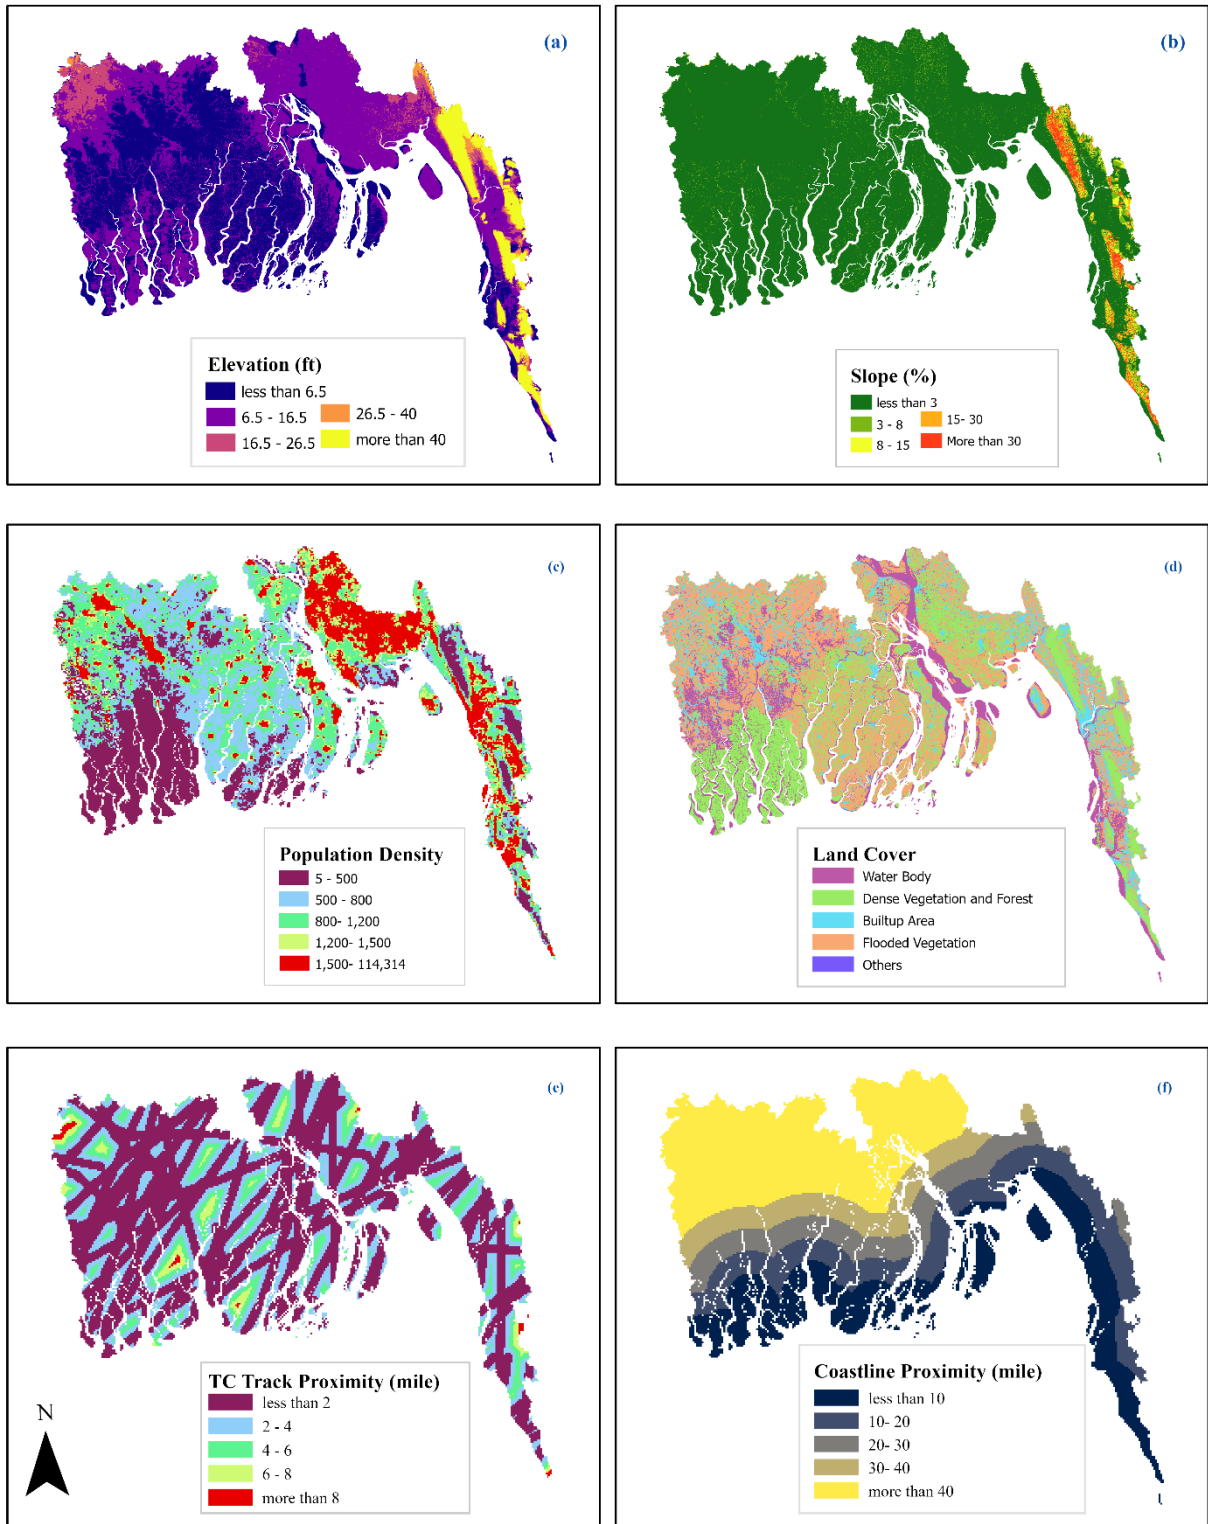 (a)
Elevation (ft)
less than 6.5
6.5 - 16.5
26.5 - 40
16.5 - 26.5
more than 40
(b)
Slope (%)
less than 3
3 - 8
15- 30
8 - 15
More than 30
(c)
Population Density
5 - 500
500 - 800
800- 1,200
1,200- 1,500
1,500- 114,314
(d)
Land Cover
Water Body
Dense Vegetation and Forest
Builtup Area
Flooded Vegetation
Others
(e)
TC Track Proximity (mile)
less than 2
2 - 4
4 - 6
6 - 8
more than 8
N
(f)
Coastline Proximity (mile)
less than 10
10- 20
20- 30
30- 40
more than 40